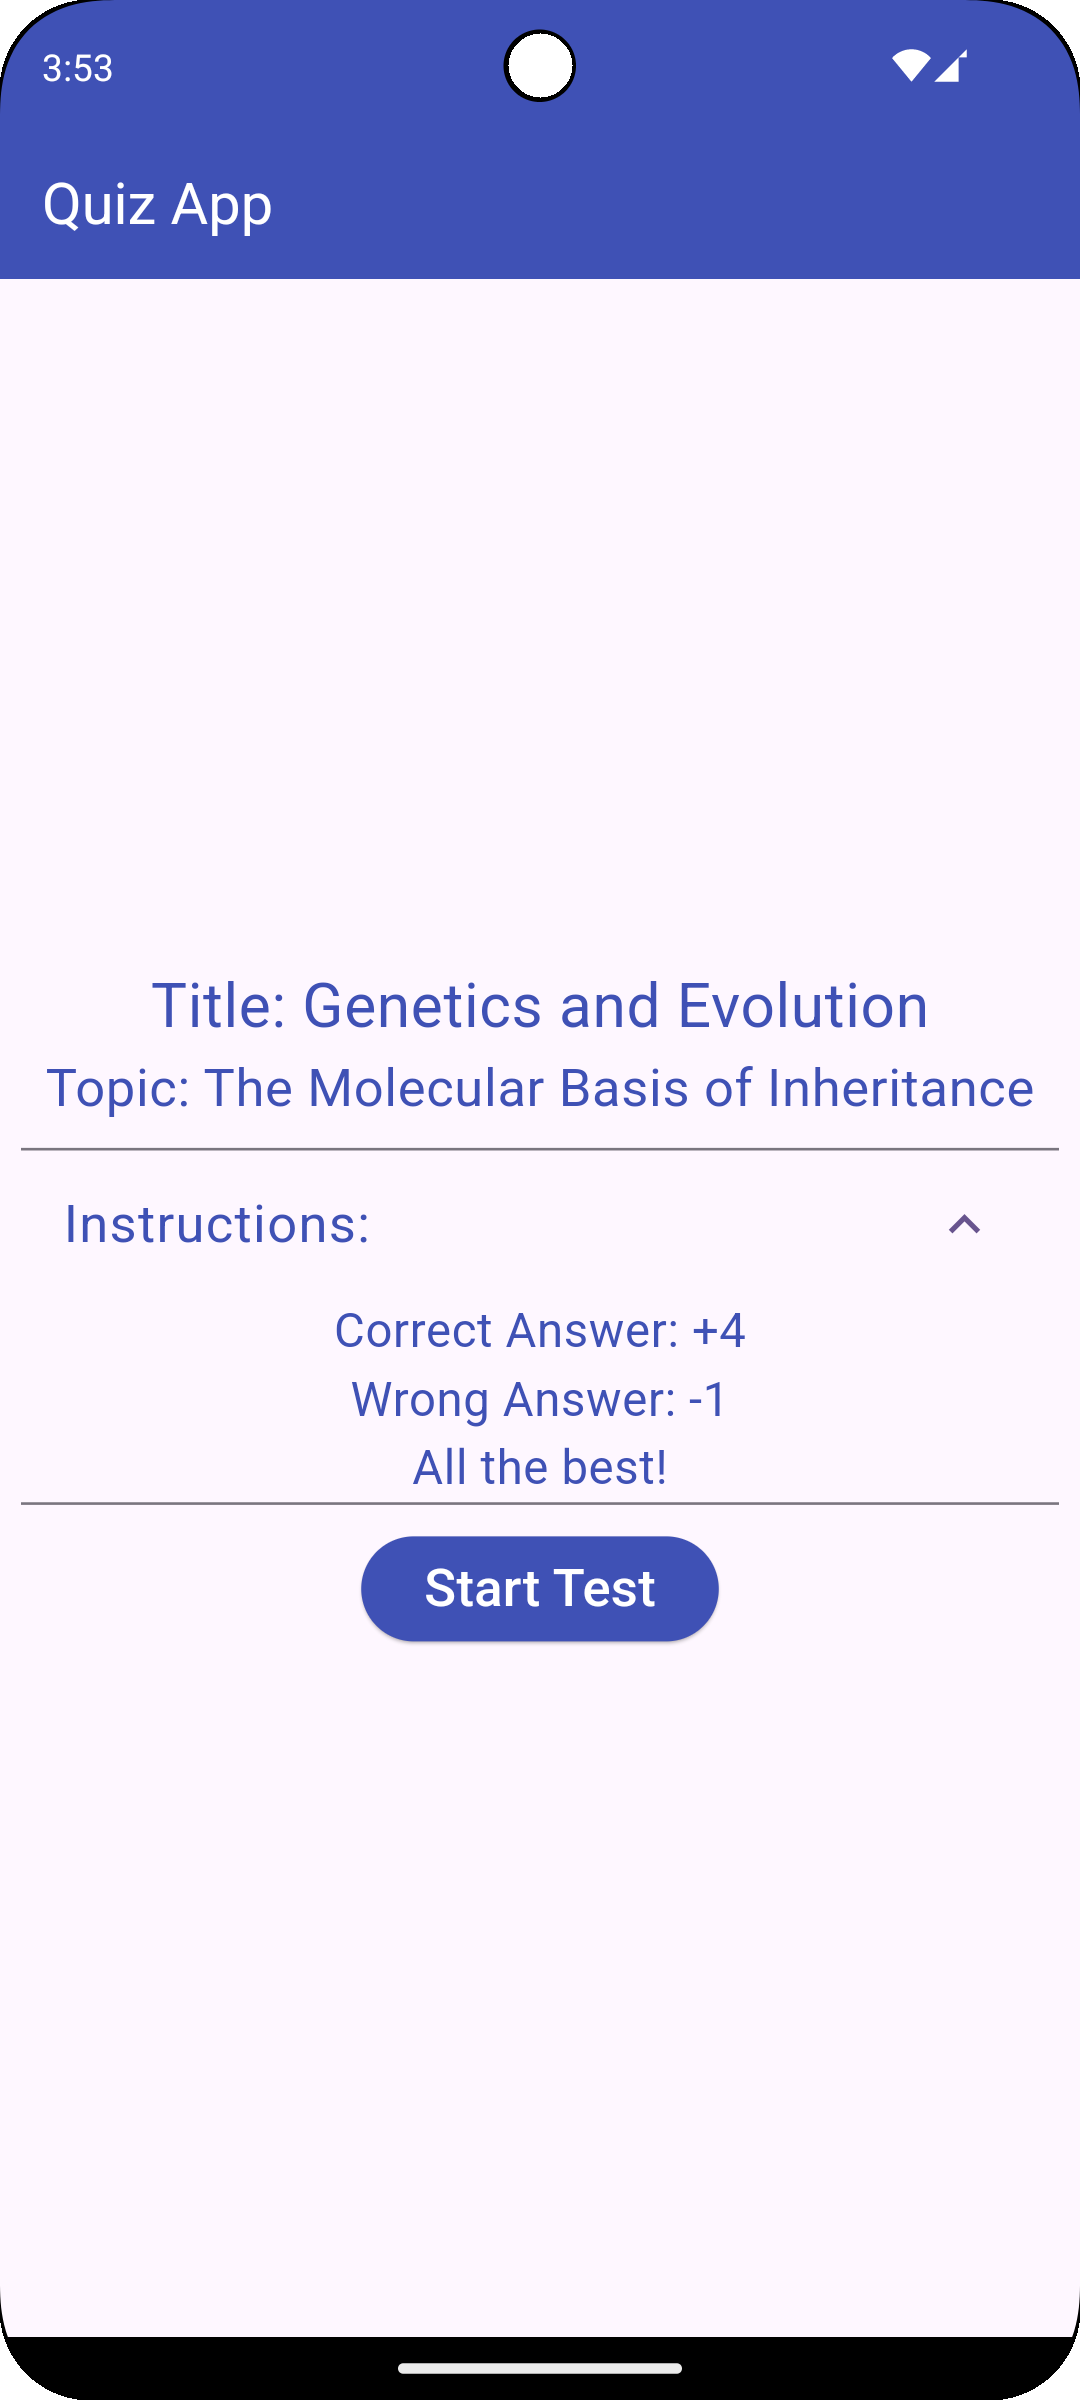 3:53
Quiz App
Title: Genetics and Evolution
Topic: The Molecular Basis of Inheritance
Instructions:
Correct Answer: +4
Wrong Answer: -1
All the best!
Start Test